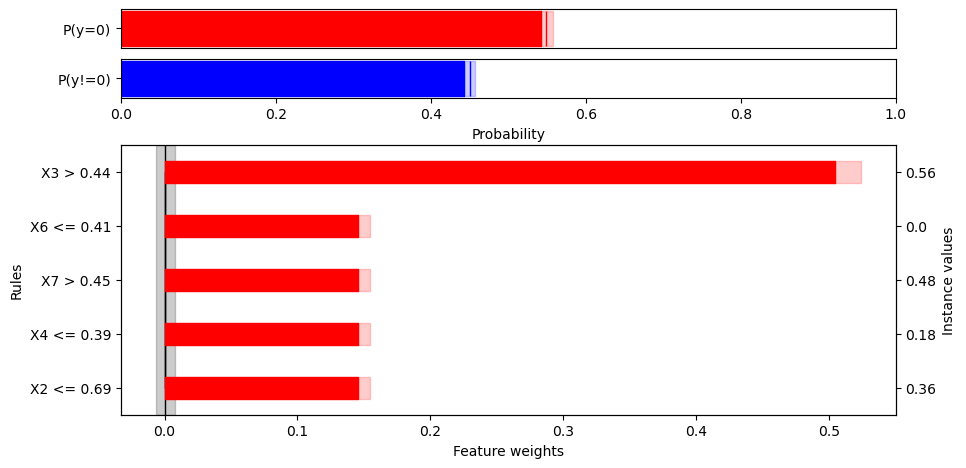 P(y=0)
P(y!=0)
0.0 0.2 0.4 0.6 0.8 1.0
Probability
X3 > 0.44 0.56
X6 <= 0.41 0.0
X7 > 0.45 0.48
X4 <= 0.39 0.18
X2 <= 0.69 0.36
Rules
Instance values
0.0 0.1 0.2 0.3 0.4 0.5
Feature weights